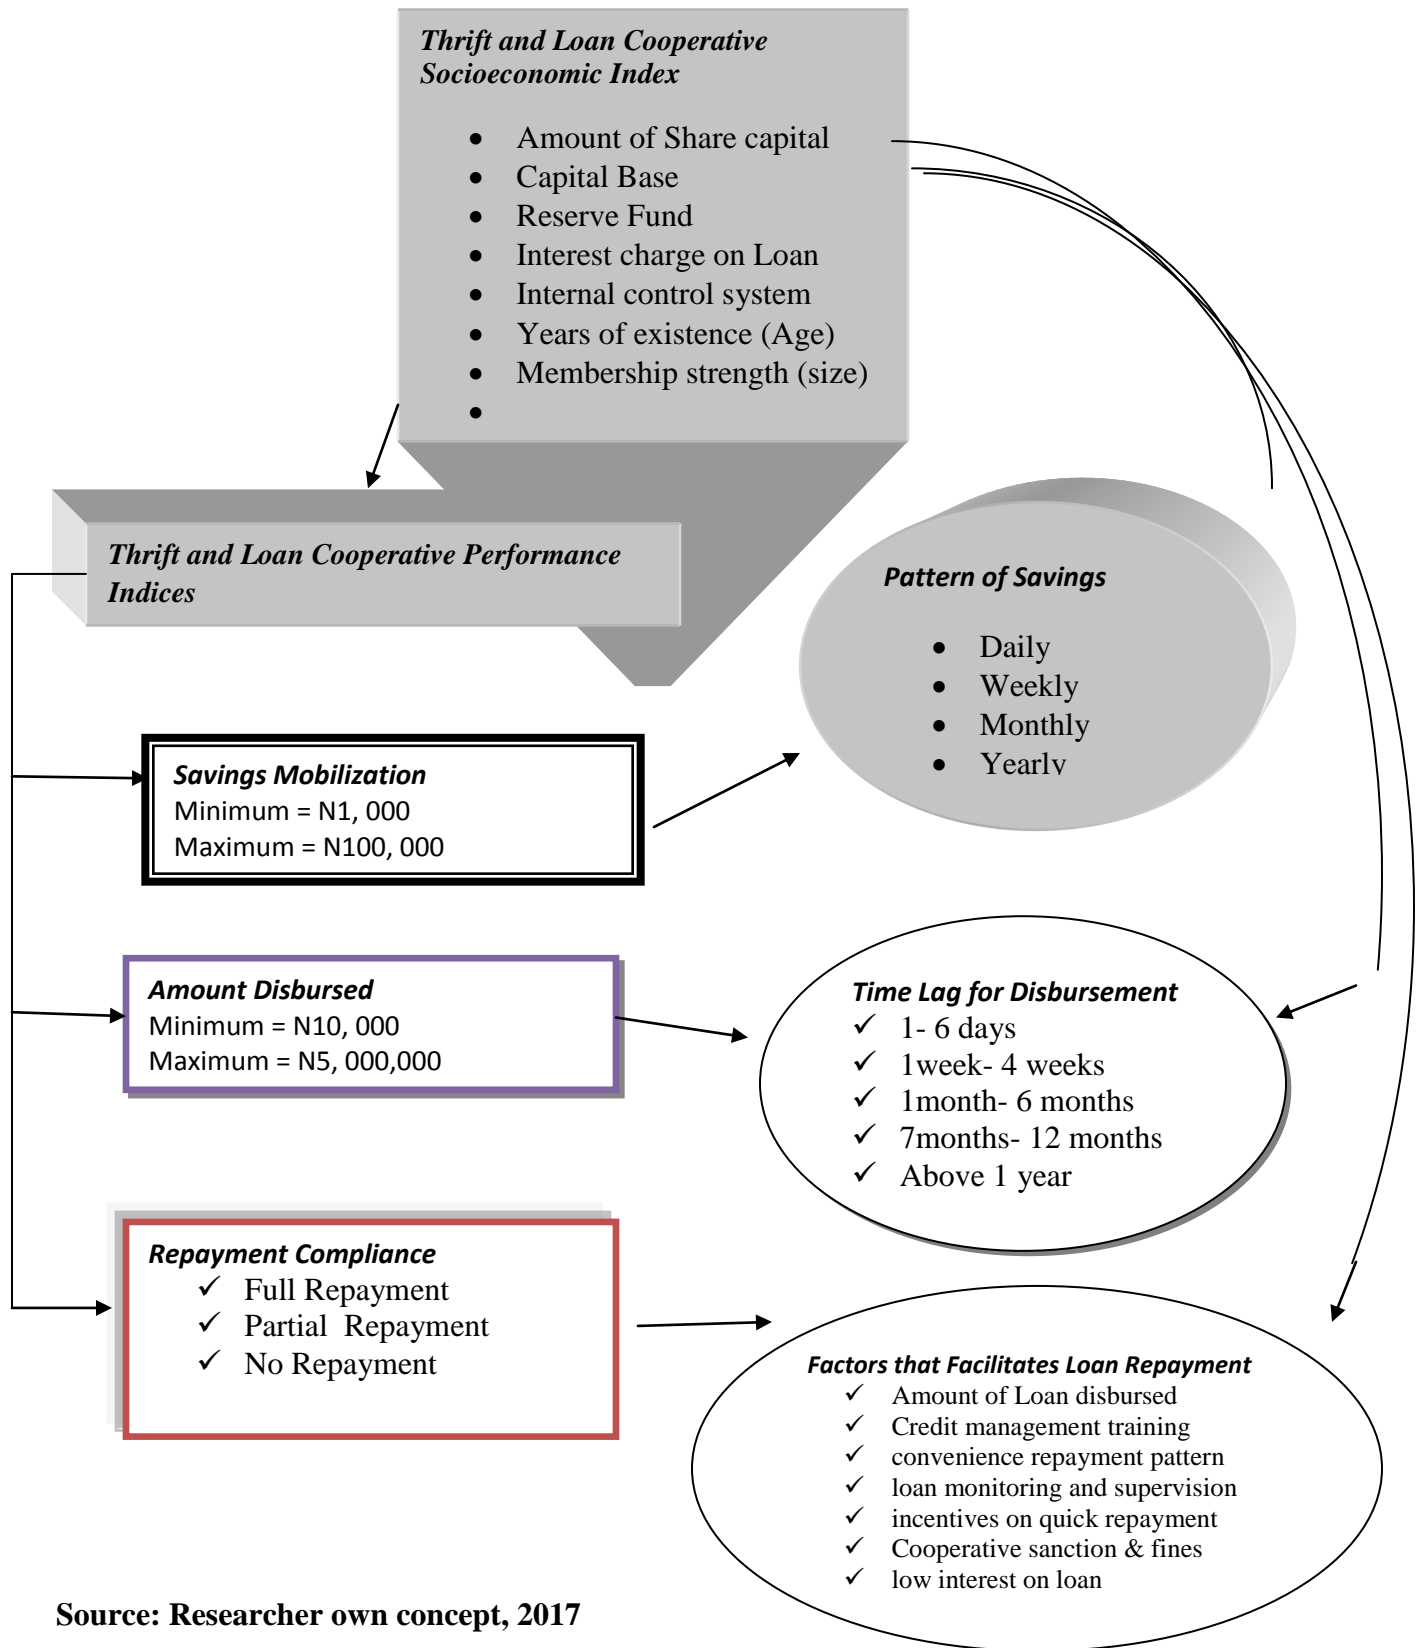 Thrift and Loan Cooperative
Socioeconomic Index
• Amount of Share capital
• Capital Base
• Reserve Fund
• Interest charge on Loan
• Internal control system
• Years of existence (Age)
• Membership strength (size)
•
Thrift and Loan Cooperative Performance
Indices
Pattern of Savings
• Daily
• Weekly
• Monthly
• Yearly
Savings Mobilization
Minimum = N1, 000
Maximum = N100, 000
Amount Disbursed
Minimum = N10, 000
Maximum = N5, 000,000
Time Lag for Disbursement
✓ 1- 6 days
✓ 1week- 4 weeks
✓ 1month- 6 months
✓ 7months- 12 months
✓ Above 1 year
Repayment Compliance
✓ Full Repayment
✓ Partial Repayment
✓ No Repayment
Factors that Facilitates Loan Repayment
✓ Amount of Loan disbursed
✓ Credit management training
✓ convenience repayment pattern
✓ loan monitoring and supervision
✓ incentives on quick repayment
✓ Cooperative sanction & fines
✓ low interest on loan
Source: Researcher own concept, 2017